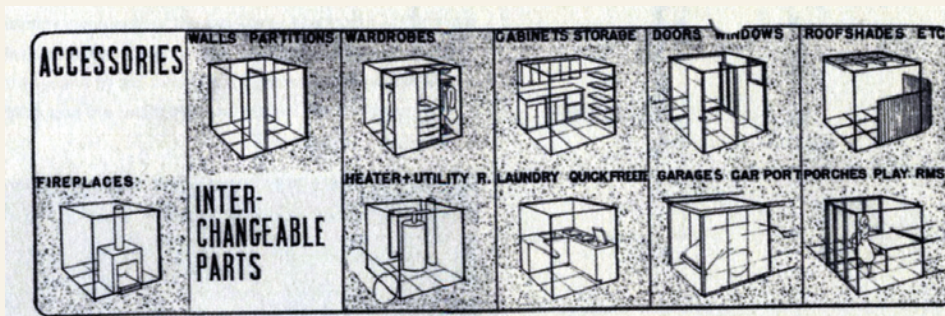 ACCESSORIES
WALLS PARTITIONS
WARDROBES
CABINETS STORAGE
DOORS WINDOWS
ROOFSHADES ETC
FIREPLACES
INTER-
CHANGEABLE
PARTS
HEATER+UTILITY R.
LAUNDRY QUICKFREEZE
GARAGES CAR PORT
PORCHES PLAY RMS